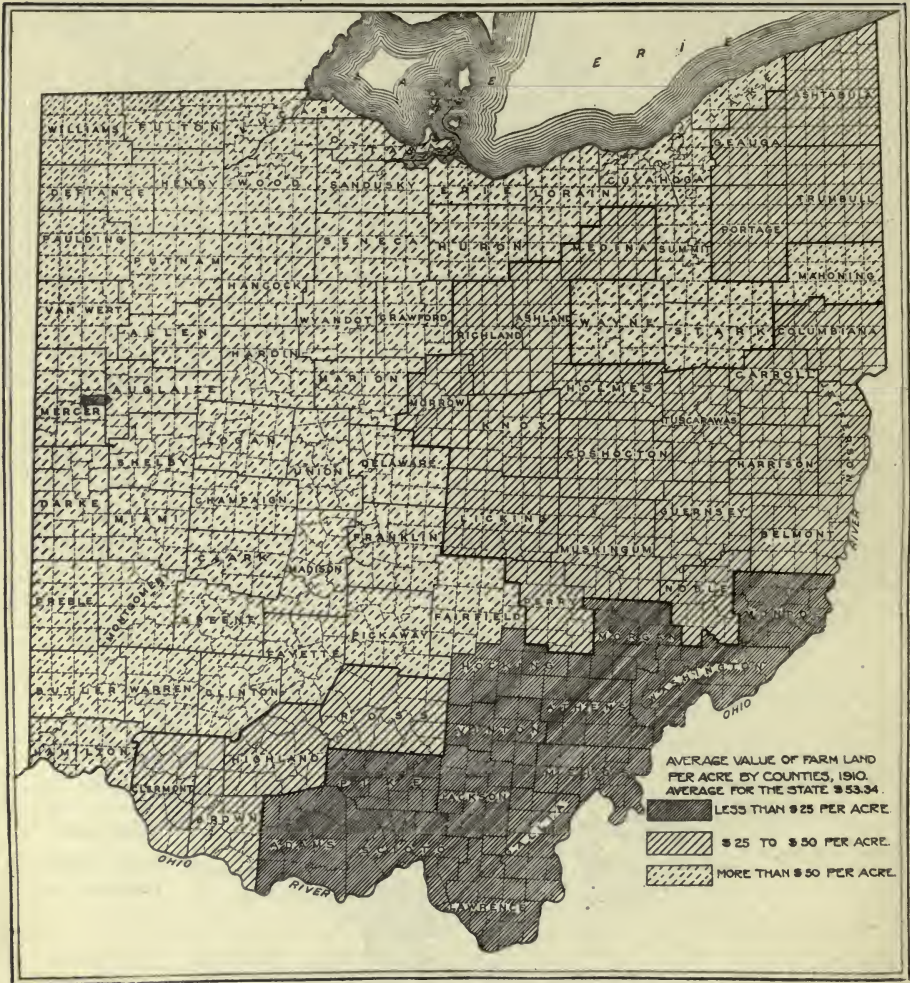 LAKE ERIE
LAKE
ASHTABULA
WILLIAMS FULTON LUCAS
GEAUGA
OTTAWA
CUYAHOGA
DEFIANCE HENRY WOOD SANDUSKY ERIE LORAIN
TRUMBULL
PORTAGE
PAULDING SENECA HURON MEDINA SUMMIT
PUTNAM
MAHONING
HANCOCK
VAN WERT WYANDOT CRAWFORD ASHLAND WAYNE STARK COLUMBIANA
ALLEN RICHLAND
HARDIN
MARION CARROLL
AUGLAIZE HOLMES
MERCER MORROW JEFFERSON
KNOX TUSCARAWAS
LOGAN
UNION DELAWARE COSHOCTON HARRISON
SHELBY
DARKE CHAMPAIGN
MIAMI LICKING GUERNSEY
FRANKLIN BELMONT
CLARK MUSKINGUM
MADISON
RIVER
PREBLE MONTGOMERY NOBLE
PERRY
GREENE FAIRFIELD MONROE
PICKAWAY MORGAN
FAYETTE
HOCKING
BUTLER WARREN CLINTON WASHINGTON
ROSS ATHENS
OHIO
VINTON
HAMILTON HIGHLAND
CLERMONT PIKE MEIGS
JACKSON
BROWN GALLIA
ADAMS SCIOTO
OHIO
RIVER
LAWRENCE
AVERAGE VALUE OF FARM LAND
PER ACRE BY COUNTIES, 1910.
AVERAGE FOR THE STATE $53.34.
LESS THAN $25 PER ACRE.
$25 TO $50 PER ACRE.
MORE THAN $50 PER ACRE.